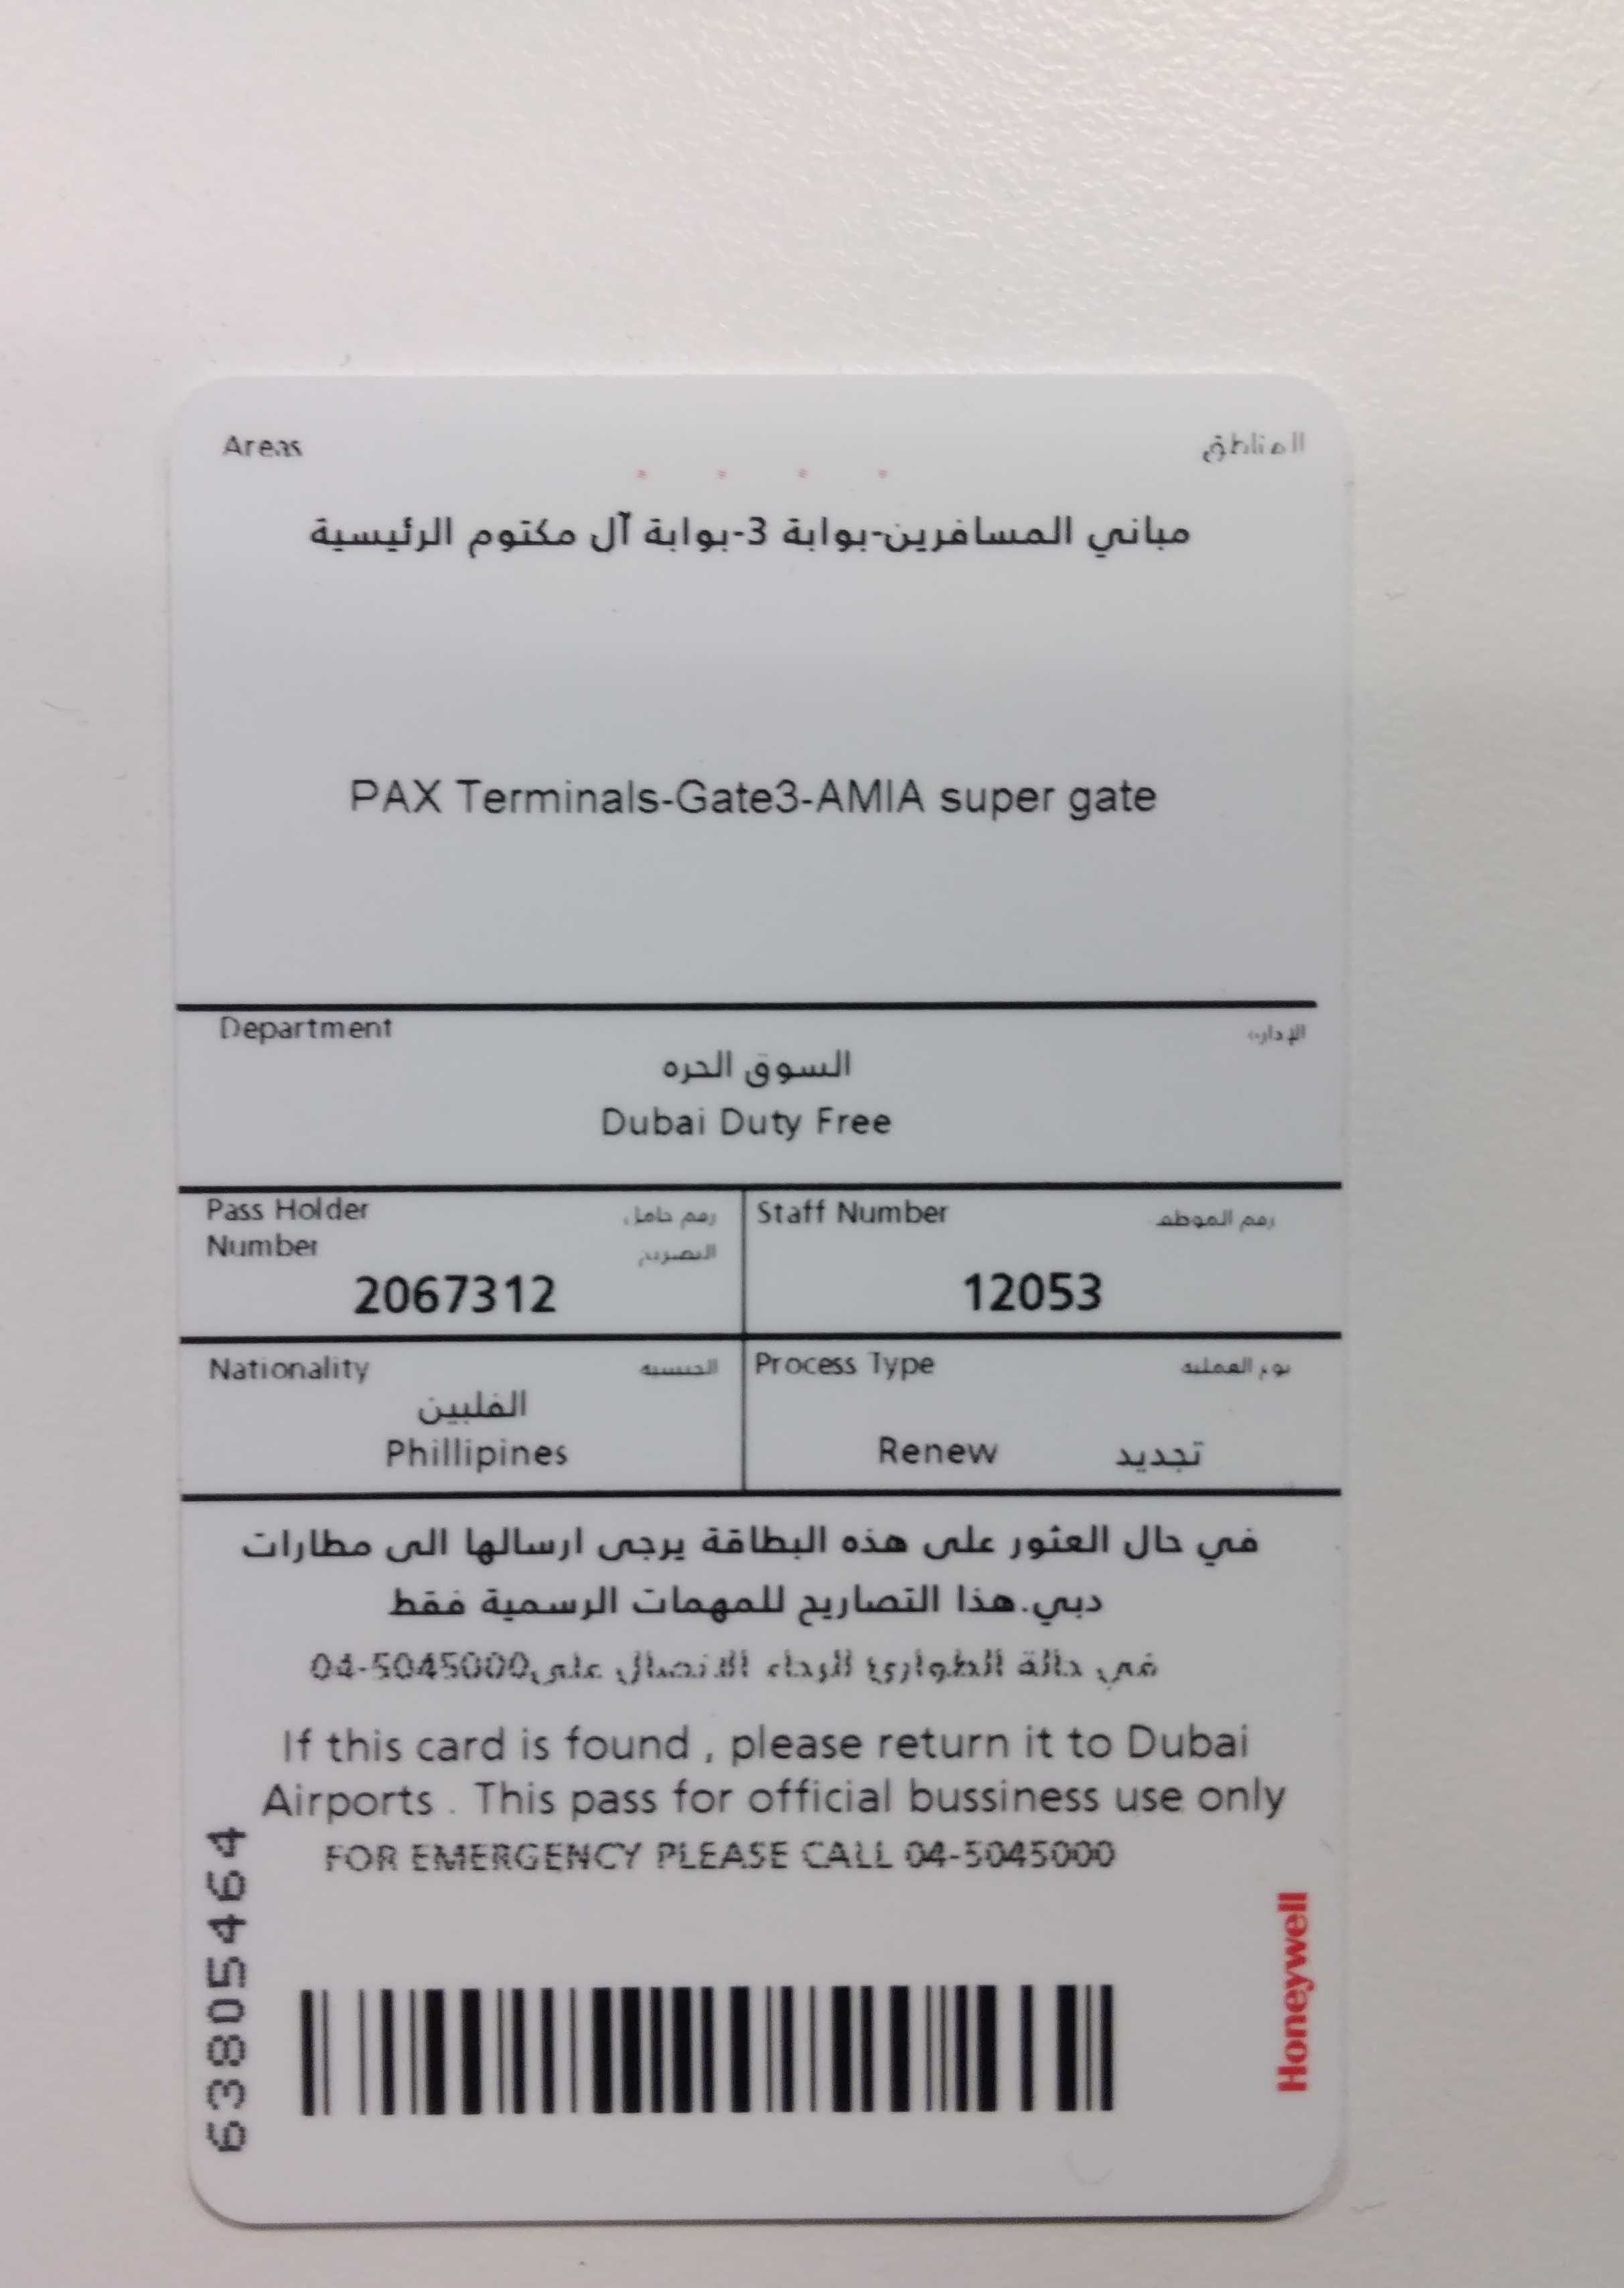 Areas المناطق
مباني المسافرين-بوابة 3-بوابة آل مكتوم الرئيسية
PAX Terminals-Gate3-AMIA super gate
Department الإدارة
السوق الحره
Dubai Duty Free
Pass Holder رقم حامل
Number التصريح
2067312
Staff Number رقم الموظف
12053
Nationality الجنسية
الفلبين
Phillipines
Process Type نوع العملية
Renew تجديد
في حال العثور على هذه البطاقة يرجى ارسالها الى مطارات
دبي.هذا التصاريح للمهمات الرسمية فقط
في حالة الطوارئ الرجاء الاتصال على04-5045000
If this card is found , please return it to Dubai
Airports . This pass for official bussiness use only
FOR EMERGENCY PLEASE CALL 04-5045000
63805464
Honeywell